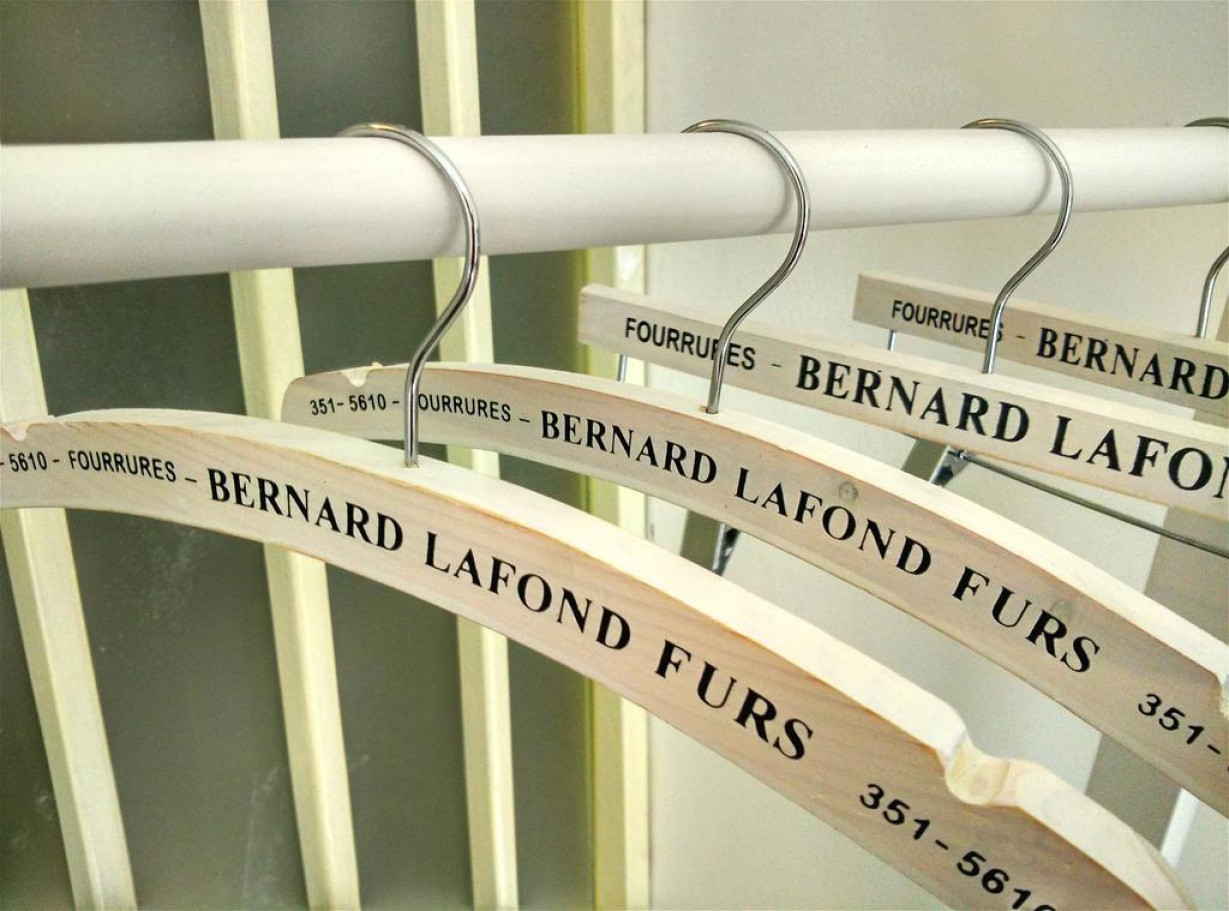 - 5610 - FOURRURES - BERNARD LAFOND FURS 351-5610
351-5610 - FOURRURES - BERNARD LAFOND FURS 351-
FOURRURES - BERNARD LAFON
FOURRURES - BERNARD